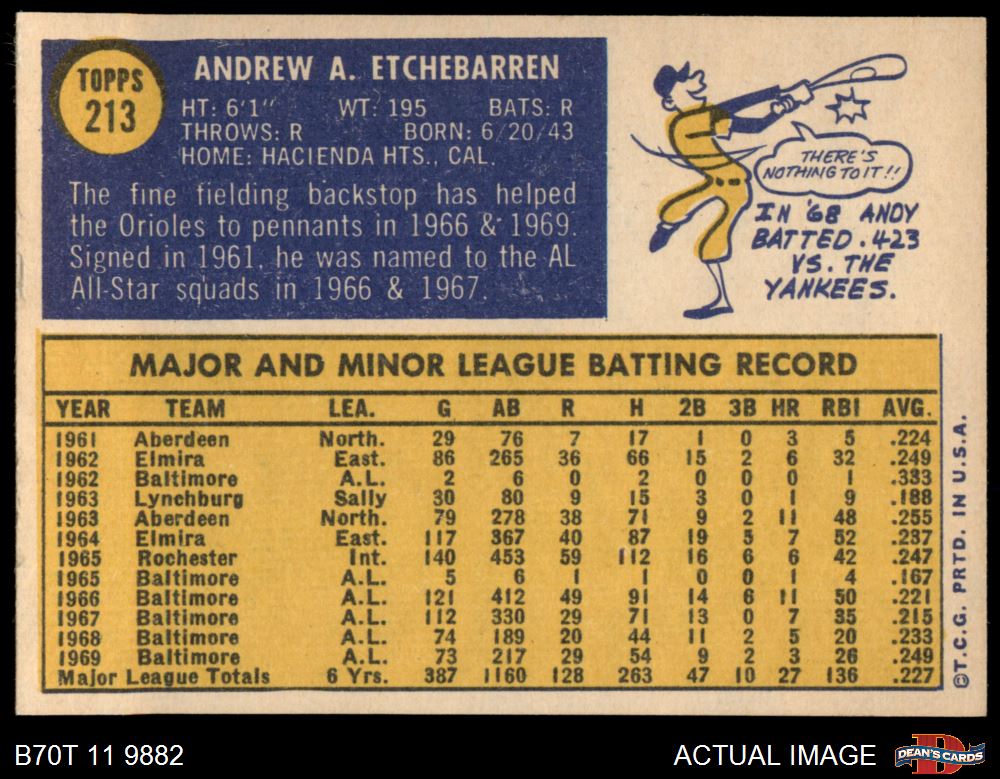 TOPPS
213
ANDREW A. ETCHEBARREN
HT: 6'1" WT: 195 BATS: R
THROWS: R BORN: 6/20/43
HOME: HACIENDA HTS., CAL.
The fine fielding backstop has helped
the Orioles to pennants in 1966 & 1969.
Signed in 1961, he was named to the AL
All-Star squads in 1966 & 1967.
THERE'S
NOTHING TO IT!!
IN '68 ANDY
BATTED .423
VS. THE
YANKEES.
MAJOR AND MINOR LEAGUE BATTING RECORD
YEAR TEAM LEA. G AB R H 2B 3B HR RBI AVG.
1961 Aberdeen North. 29 76 7 17 1 0 3 5 .224
1962 Elmira East. 86 265 36 66 15 2 6 32 .249
1962 Baltimore A.L. 2 6 0 2 0 0 0 1 .333
1963 Lynchburg Sally 30 80 9 15 3 0 1 9 .188
1963 Aberdeen North. 79 278 38 71 9 2 11 48 .255
1964 Elmira East. 117 367 40 87 19 5 7 52 .237
1965 Rochester Int. 140 453 59 112 16 6 6 42 .247
1965 Baltimore A.L. 5 6 1 1 0 0 1 4 .167
1966 Baltimore A.L. 121 412 49 91 14 6 11 50 .221
1967 Baltimore A.L. 112 330 29 71 13 0 7 35 .215
1968 Baltimore A.L. 74 189 20 44 11 2 5 20 .233
1969 Baltimore A.L. 73 217 29 54 9 2 3 26 .249
Major League Totals 6 Yrs. 387 1160 128 263 47 10 27 136 .227
©T.C.G. PRTD. IN U.S.A.
B70T 11 9882
ACTUAL IMAGE
D
DEAN'S CARDS